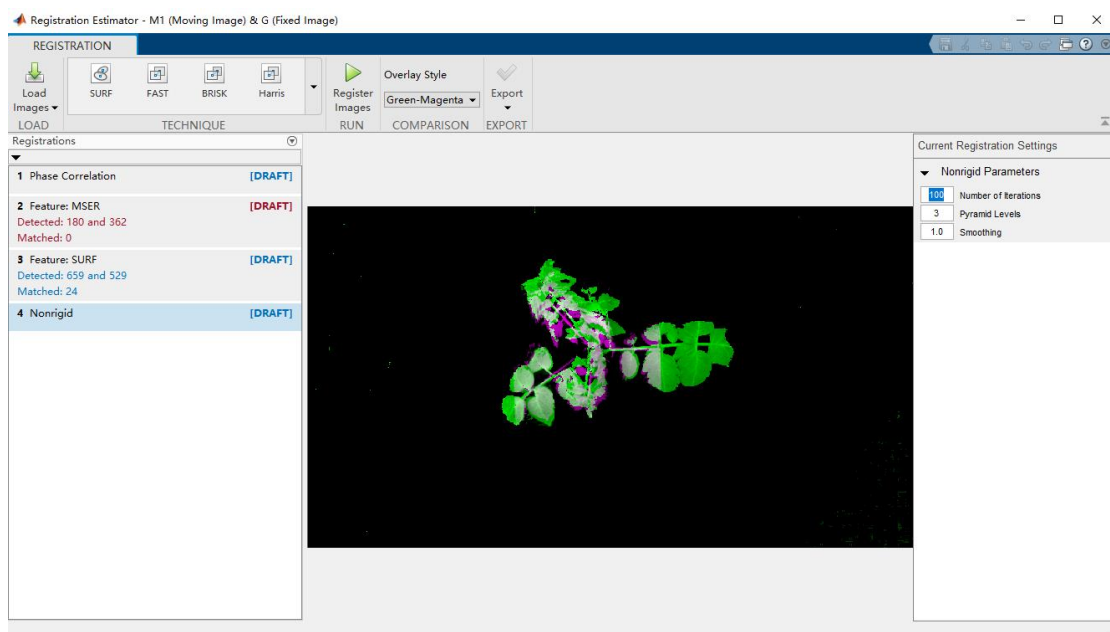 Registration Estimator - M1 (Moving Image) & G (Fixed Image)
REGISTRATION
Load Images
SURF
FAST
BRISK
Harris
Register Images
Overlay Style
Green-Magenta
Export
LOAD
TECHNIQUE
RUN
COMPARISON
EXPORT
Registrations
1 Phase Correlation [DRAFT]
2 Feature: MSER [DRAFT]
Detected: 180 and 362
Matched: 0
3 Feature: SURF [DRAFT]
Detected: 659 and 529
Matched: 24
4 Nonrigid [DRAFT]
Current Registration Settings
Nonrigid Parameters
100 Number of Iterations
3 Pyramid Levels
1.0 Smoothing